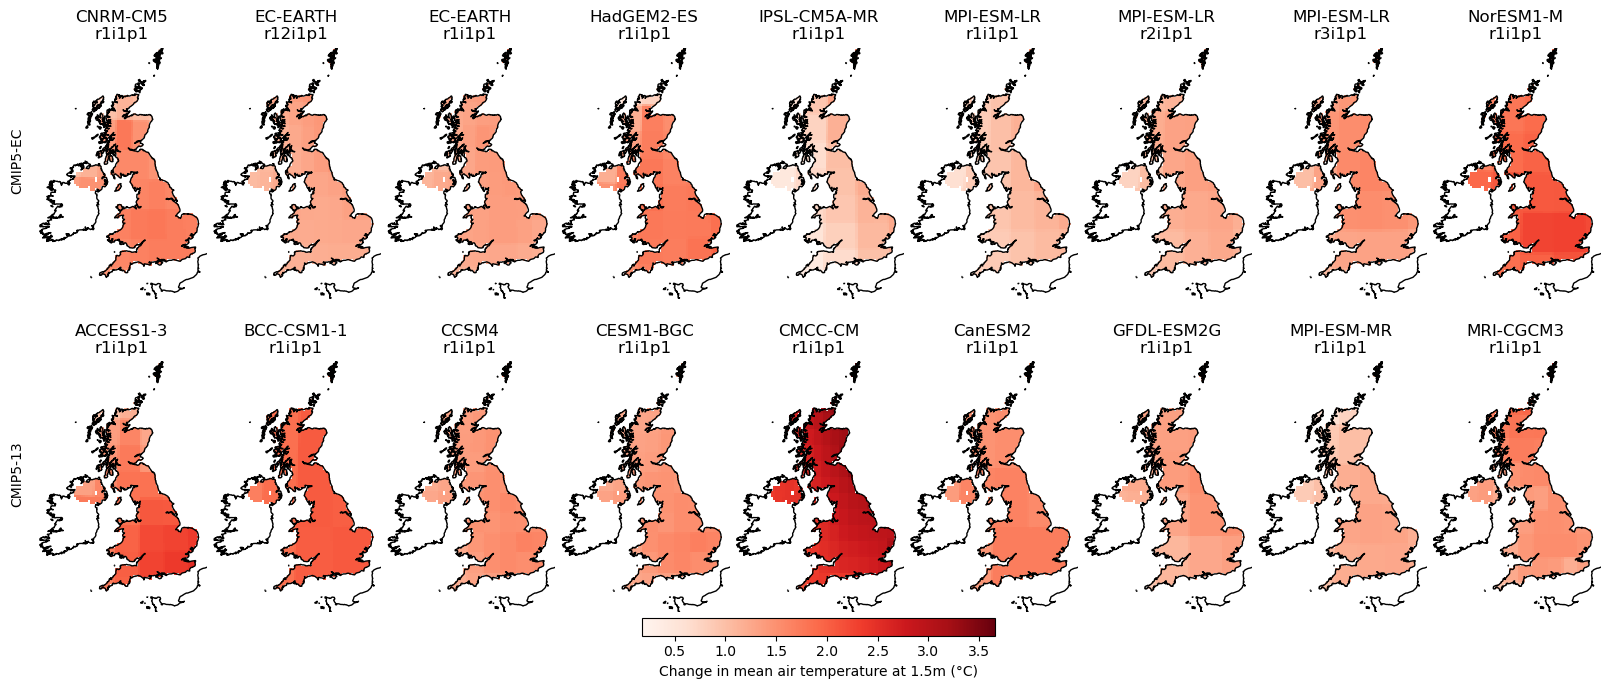 CNRM-CM5 EC-EARTH EC-EARTH HadGEM2-ES IPSL-CM5A-MR MPI-ESM-LR MPI-ESM-LR MPI-ESM-LR NorESM1-M
r1i1p1 r12i1p1 r1i1p1 r1i1p1 r1i1p1 r1i1p1 r2i1p1 r3i1p1 r1i1p1
CMIP5-EC
ACCESS1-3 BCC-CSM1-1 CCSM4 CESM1-BGC CMCC-CM CanESM2 GFDL-ESM2G MPI-ESM-MR MRI-CGCM3
r1i1p1 r1i1p1 r1i1p1 r1i1p1 r1i1p1 r1i1p1 r1i1p1 r1i1p1 r1i1p1
CMIP5-13
0.5 1.0 1.5 2.0 2.5 3.0 3.5
Change in mean air temperature at 1.5m (°C)